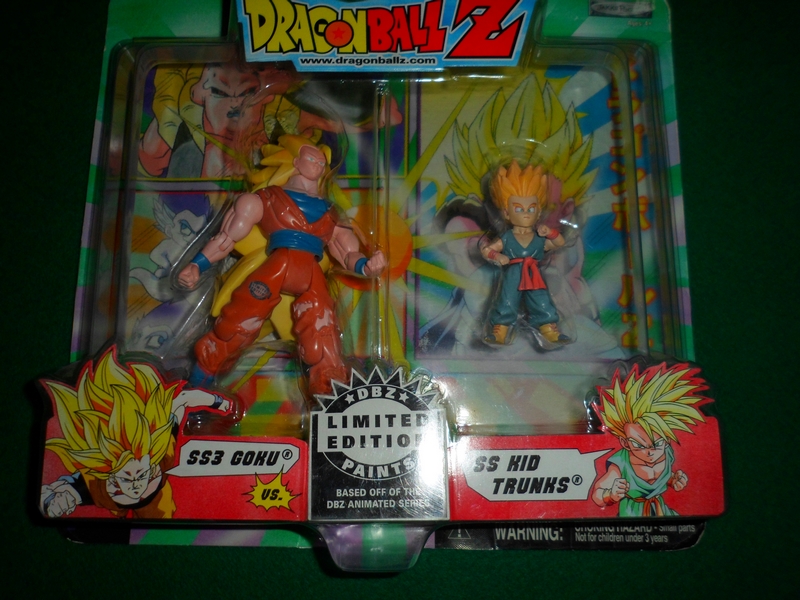 DRAGONBALL Z
www.dragonballz.com
SS3 GOKU®
VS.
★ DBZ ★
LIMITED
EDITION
PAINTS
BASED OFF OF THE
DBZ ANIMATED SERIES
SS KID
TRUNKS®
WARNING:
CHOKING HAZARD - Small parts
Not for children under 3 years